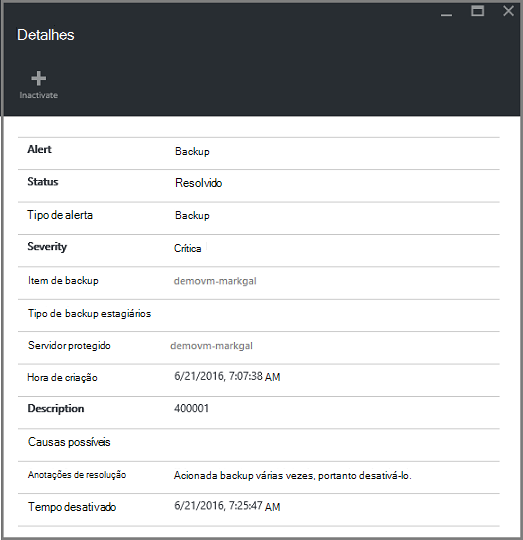 Detalhes
Inactivate
Alert Backup
Status Resolvido
Tipo de alerta Backup
Severity Crítica
Item de backup demovm-markgal
Tipo de backup estagiários
Servidor protegido demovm-markgal
Hora de criação 6/21/2016, 7:07:38 AM
Description 400001
Causas possíveis
Anotações de resolução Acionada backup várias vezes, portanto desativá-lo.
Tempo desativado 6/21/2016, 7:25:47 AM